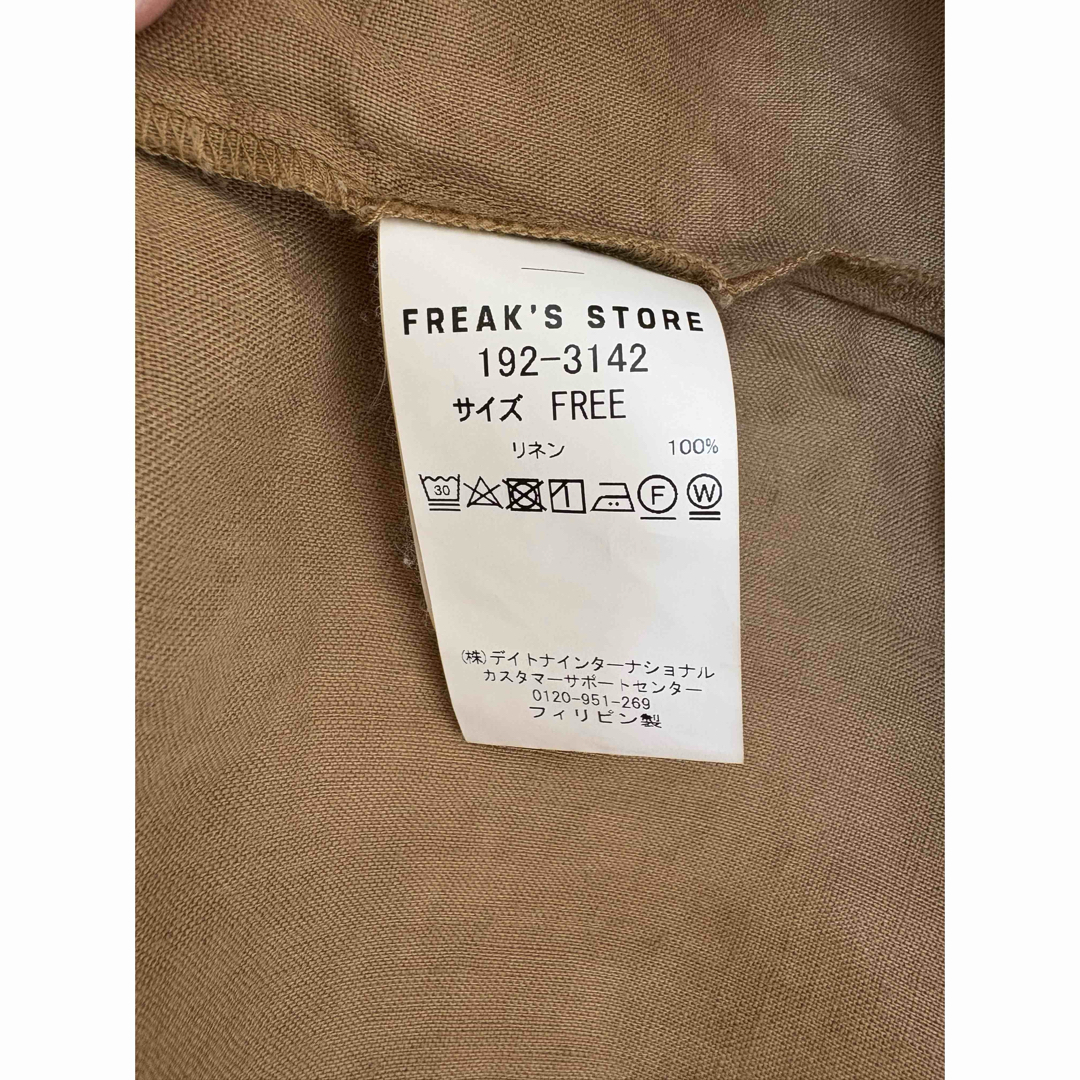 FREAK'S STORE
192-3142
サイズ FREE
リネン 100%
30 F W
(株)デイトナインターナショナル
カスタマーサポートセンター
0120-951-269
フィリピン製